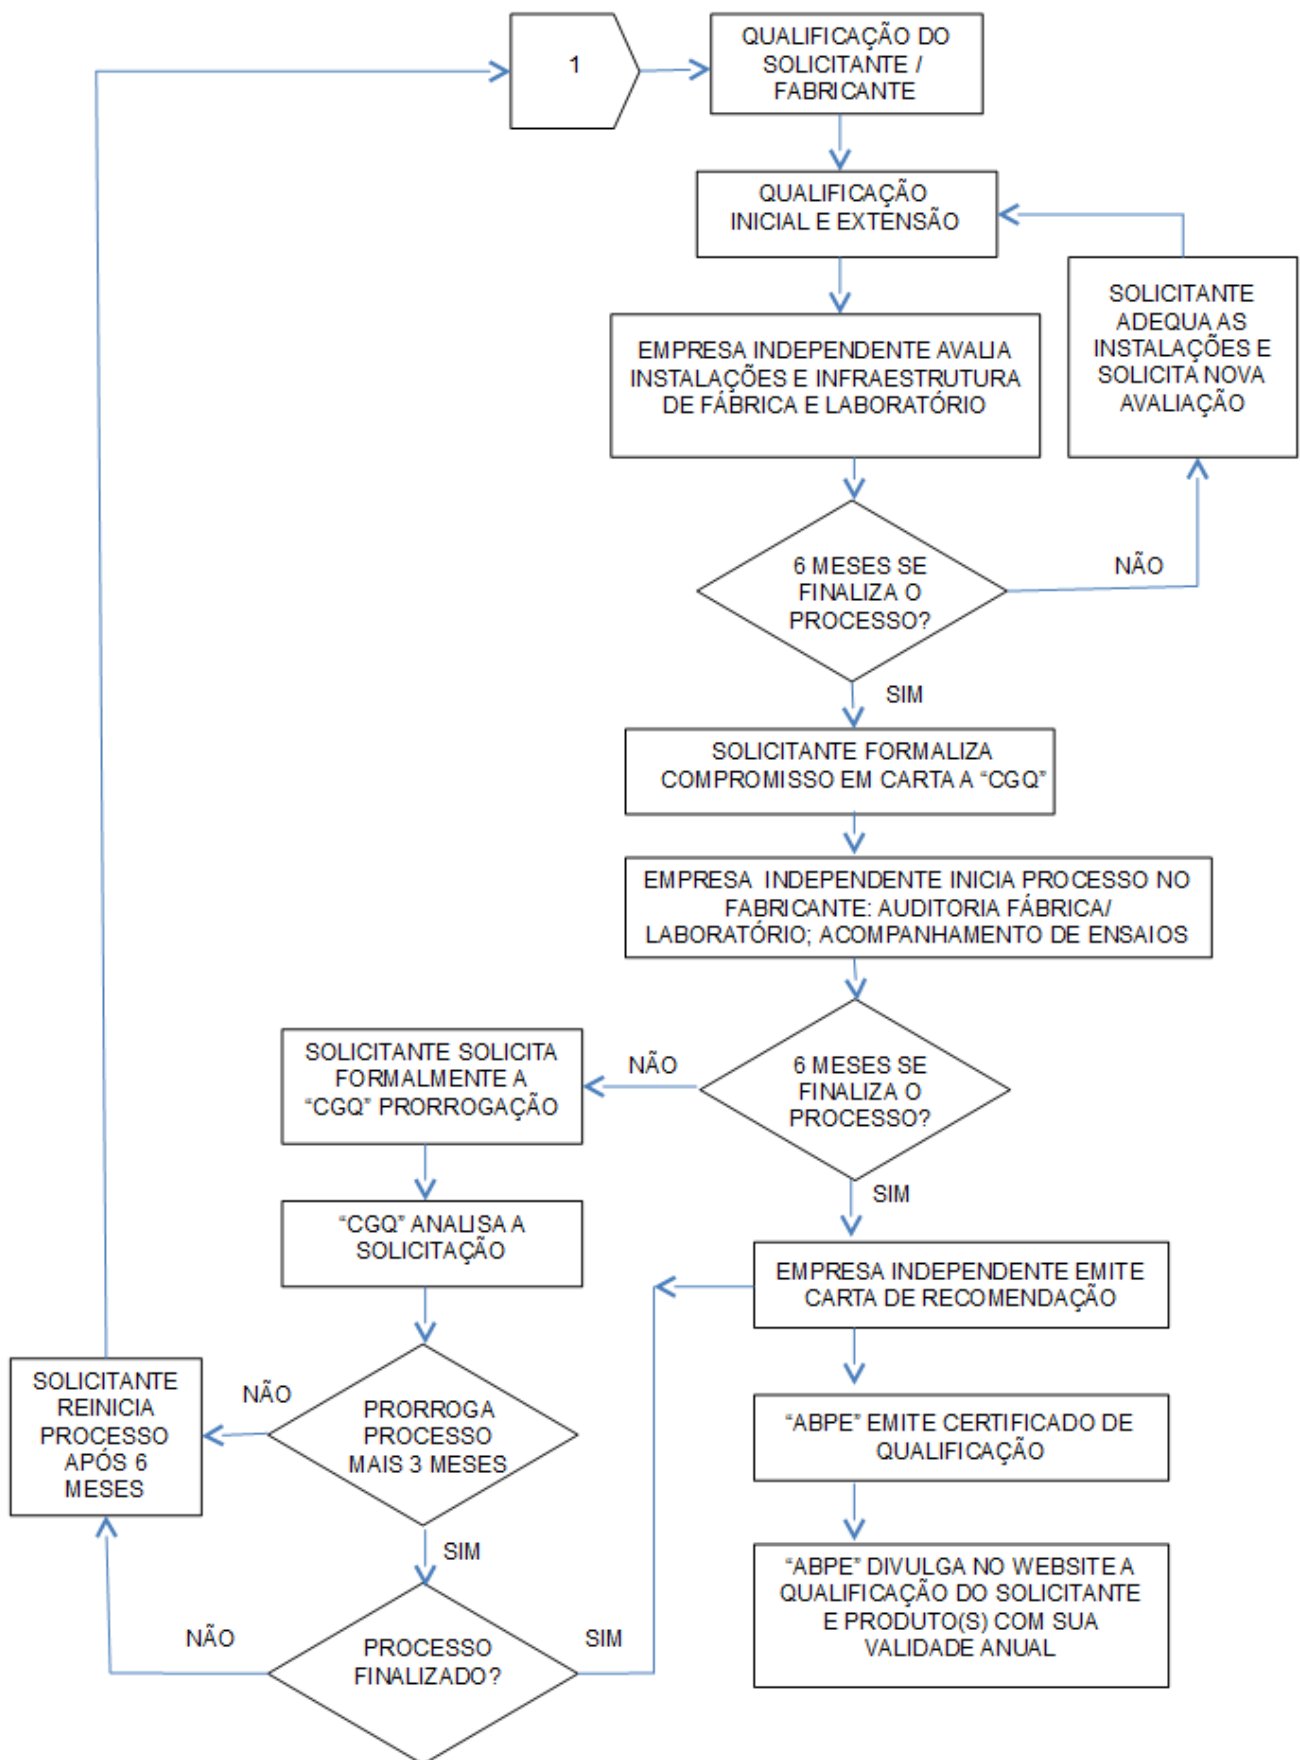 1
QUALIFICAÇÃO DO
SOLICITANTE /
FABRICANTE
QUALIFICAÇÃO
INICIAL E EXTENSÃO
SOLICITANTE
ADEQUA AS
INSTALAÇÕES E
SOLICITA NOVA
AVALIAÇÃO
EMPRESA INDEPENDENTE AVALIA
INSTALAÇÕES E INFRAESTRUTURA
DE FÁBRICA E LABORATÓRIO
6 MESES SE
FINALIZA O
PROCESSO?
NÃO
SIM
SOLICITANTE FORMALIZA
COMPROMISSO EM CARTA A “CGQ”
EMPRESA INDEPENDENTE INICIA PROCESSO NO
FABRICANTE: AUDITORIA FÁBRICA/
LABORATÓRIO; ACOMPANHAMENTO DE ENSAIOS
6 MESES SE
FINALIZA O
PROCESSO?
NÃO
SIM
SOLICITANTE SOLICITA
FORMALMENTE A
“CGQ” PRORROGAÇÃO
“CGQ” ANALISA A
SOLICITAÇÃO
EMPRESA INDEPENDENTE EMITE
CARTA DE RECOMENDAÇÃO
PRORROGA
PROCESSO
MAIS 3 MESES
NÃO
SIM
SOLICITANTE
REINICIA
PROCESSO
APÓS 6
MESES
“ABPE” EMITE CERTIFICADO DE
QUALIFICAÇÃO
“ABPE” DIVULGA NO WEBSITE A
QUALIFICAÇÃO DO SOLICITANTE
E PRODUTO(S) COM SUA
VALIDADE ANUAL
PROCESSO
FINALIZADO?
NÃO
SIM